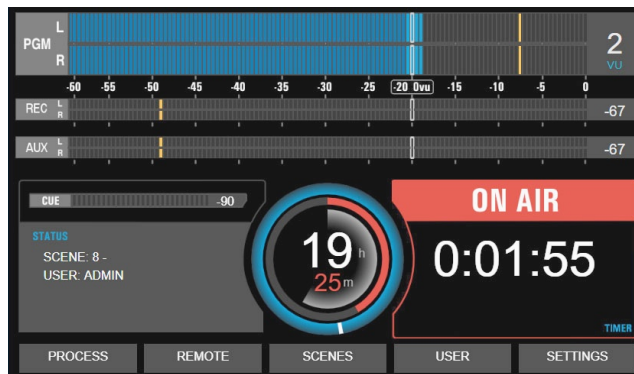 L
PGM
R
2
VU
-60 -55 -50 -45 -40 -35 -30 -25 -20 0vu -15 -10 -5 0
REC L R -67
AUX L R -67
CUE -90
STATUS
SCENE: 8 -
USER: ADMIN
19 h
25 m
ON AIR
0:01:55
TIMER
PROCESS REMOTE SCENES USER SETTINGS